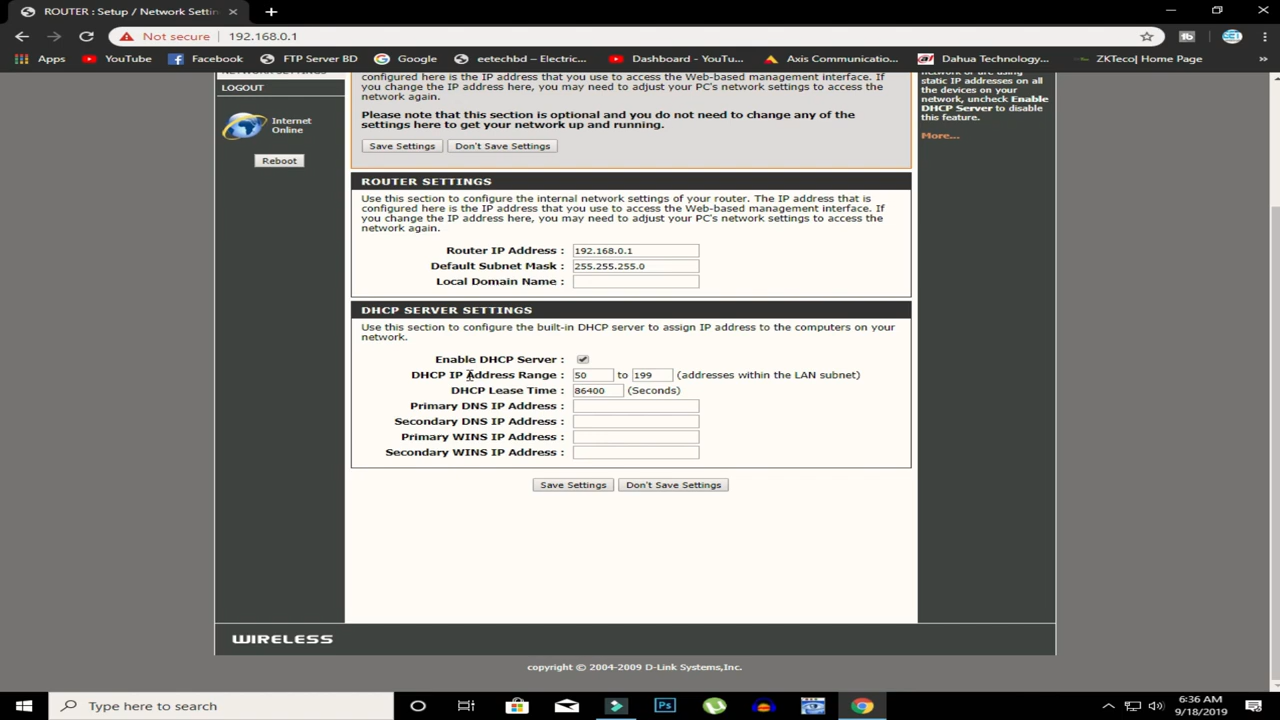 ROUTER : Setup / Network Settin
Not secure
192.168.0.1
Apps
YouTube
Facebook
FTP Server BD
Google
eetechbd – Electric...
Dashboard - YouTu...
Axis Communicatio...
Dahua Technology...
ZKTeco| Home Page
NETWORK SETTINGS
LOGOUT
Internet
Online
Reboot
configured here is the IP address that you use to access the Web-based management interface. If
you change the IP address here, you may need to adjust your PC's network settings to access the
network again.
Please note that this section is optional and you do not need to change any of the
settings here to get your network up and running.
Save Settings
Don't Save Settings
ROUTER SETTINGS
Use this section to configure the internal network settings of your router. The IP address that is
configured here is the IP address that you use to access the Web-based management interface. If
you change the IP address here, you may need to adjust your PC's network settings to access the
network again.
Router IP Address : 192.168.0.1
Default Subnet Mask : 255.255.255.0
Local Domain Name :
DHCP SERVER SETTINGS
Use this section to configure the built-in DHCP server to assign IP address to the computers on your
network.
Enable DHCP Server :
DHCP IP Address Range : 50 to 199 (addresses within the LAN subnet)
DHCP Lease Time : 86400 (Seconds)
Primary DNS IP Address :
Secondary DNS IP Address :
Primary WINS IP Address :
Secondary WINS IP Address :
Save Settings
Don't Save Settings
network or are using
static IP addresses on all
the devices on your
network, uncheck Enable
DHCP Server to disable
this feature.
More...
WIRELESS
copyright © 2004-2009 D-Link Systems,Inc.
Type here to search
Ps
6:36 AM
9/18/2019